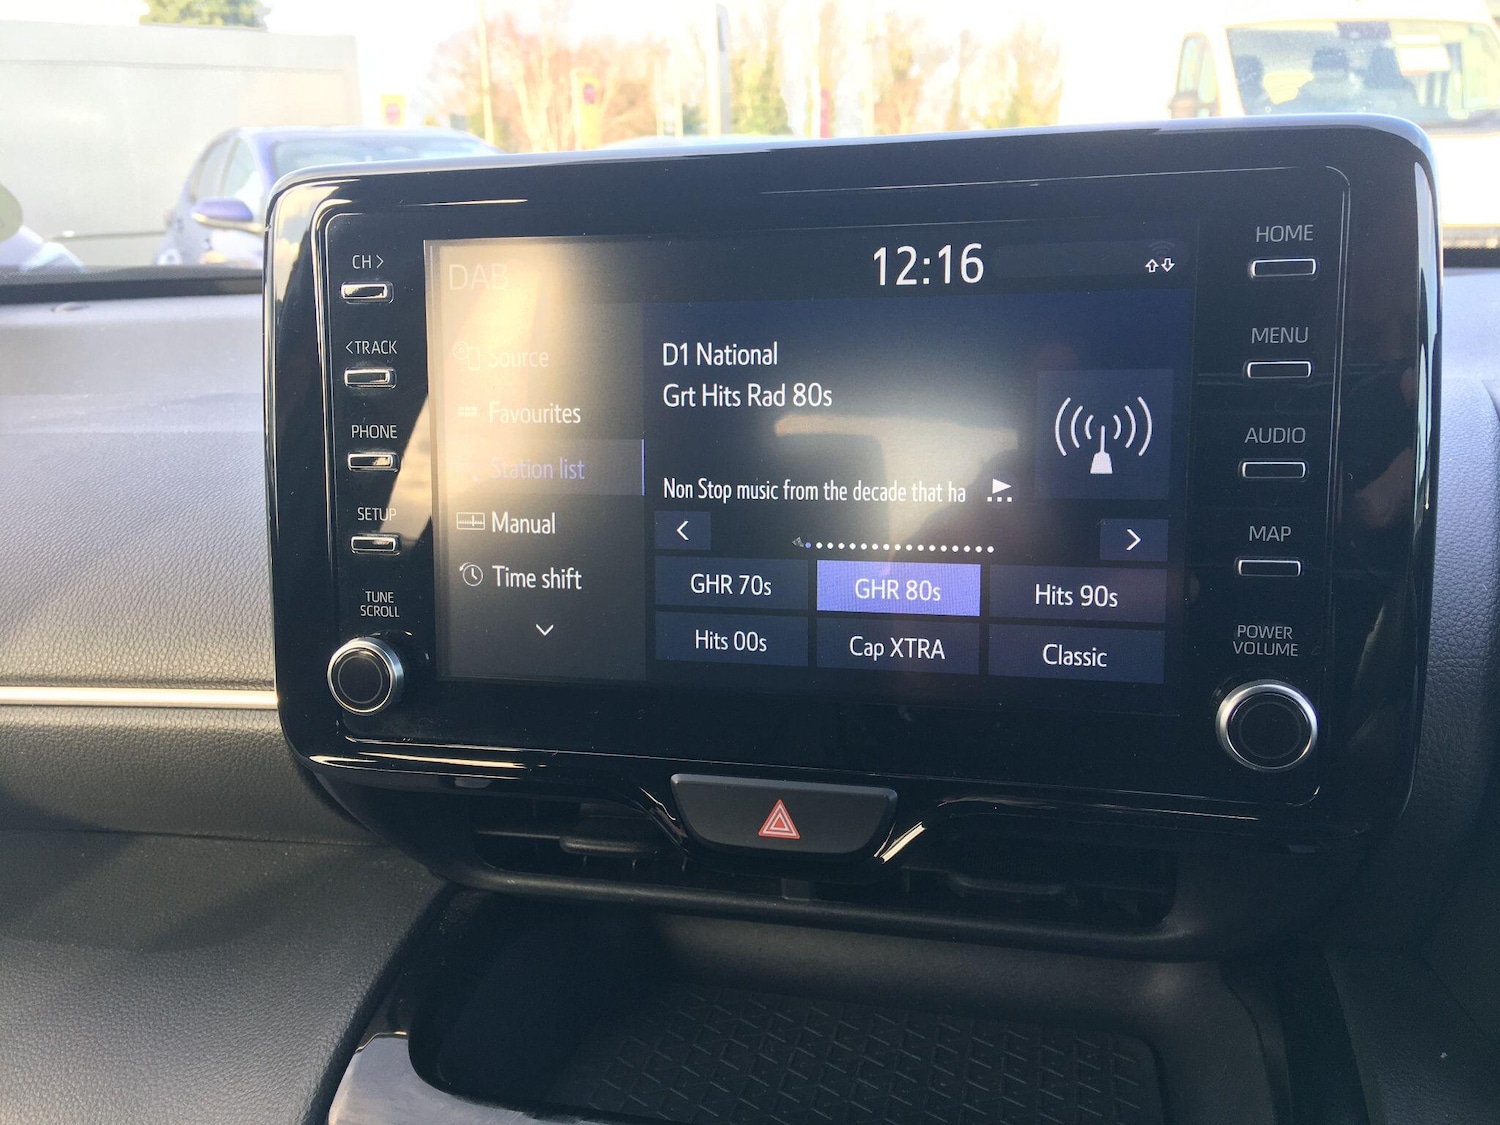 CH >
< TRACK
PHONE
SETUP
TUNE
SCROLL
DAB
12:16
Source
Favourites
Station list
Manual
Time shift
D1 National
Grt Hits Rad 80s
Non Stop music from the decade that ha
GHR 70s
GHR 80s
Hits 90s
Hits 00s
Cap XTRA
Classic
HOME
MENU
AUDIO
MAP
POWER
VOLUME